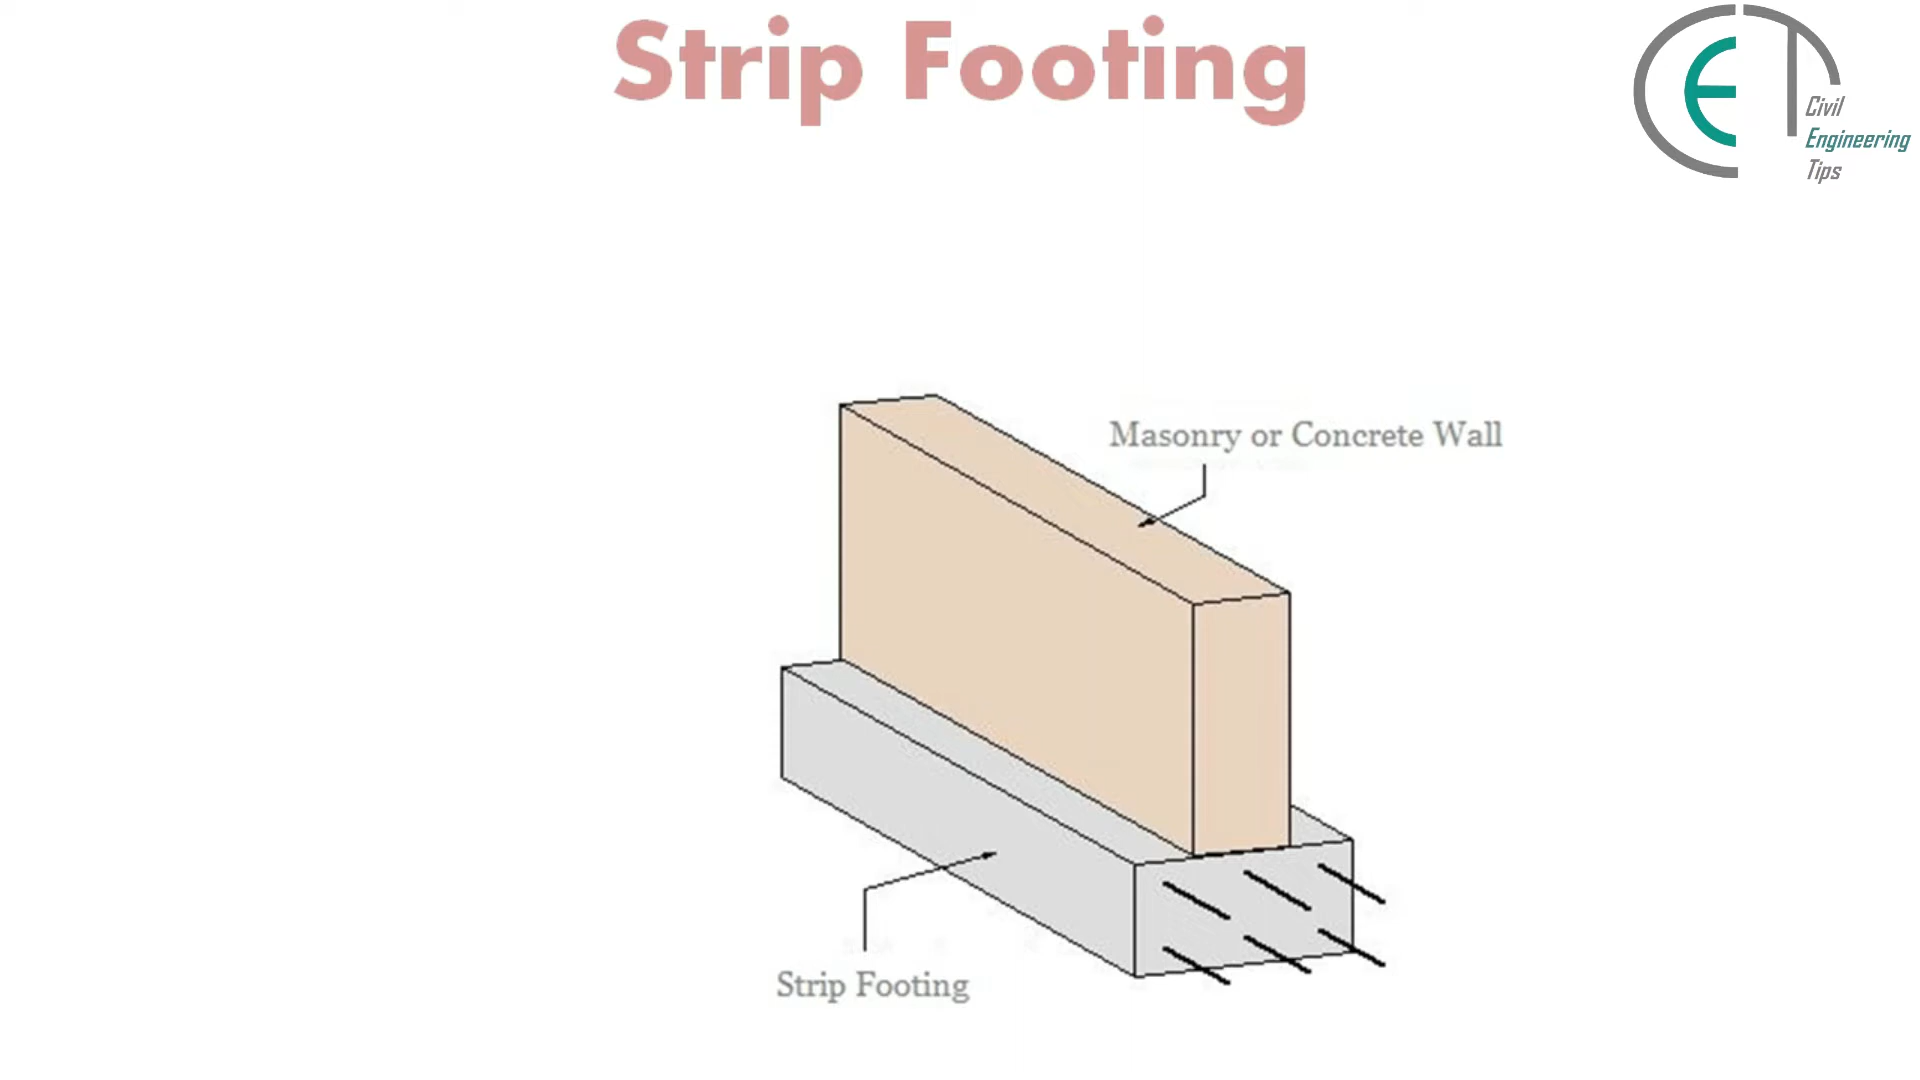 Strip Footing
Civil
Engineering
Tips
Masonry or Concrete Wall
Strip Footing